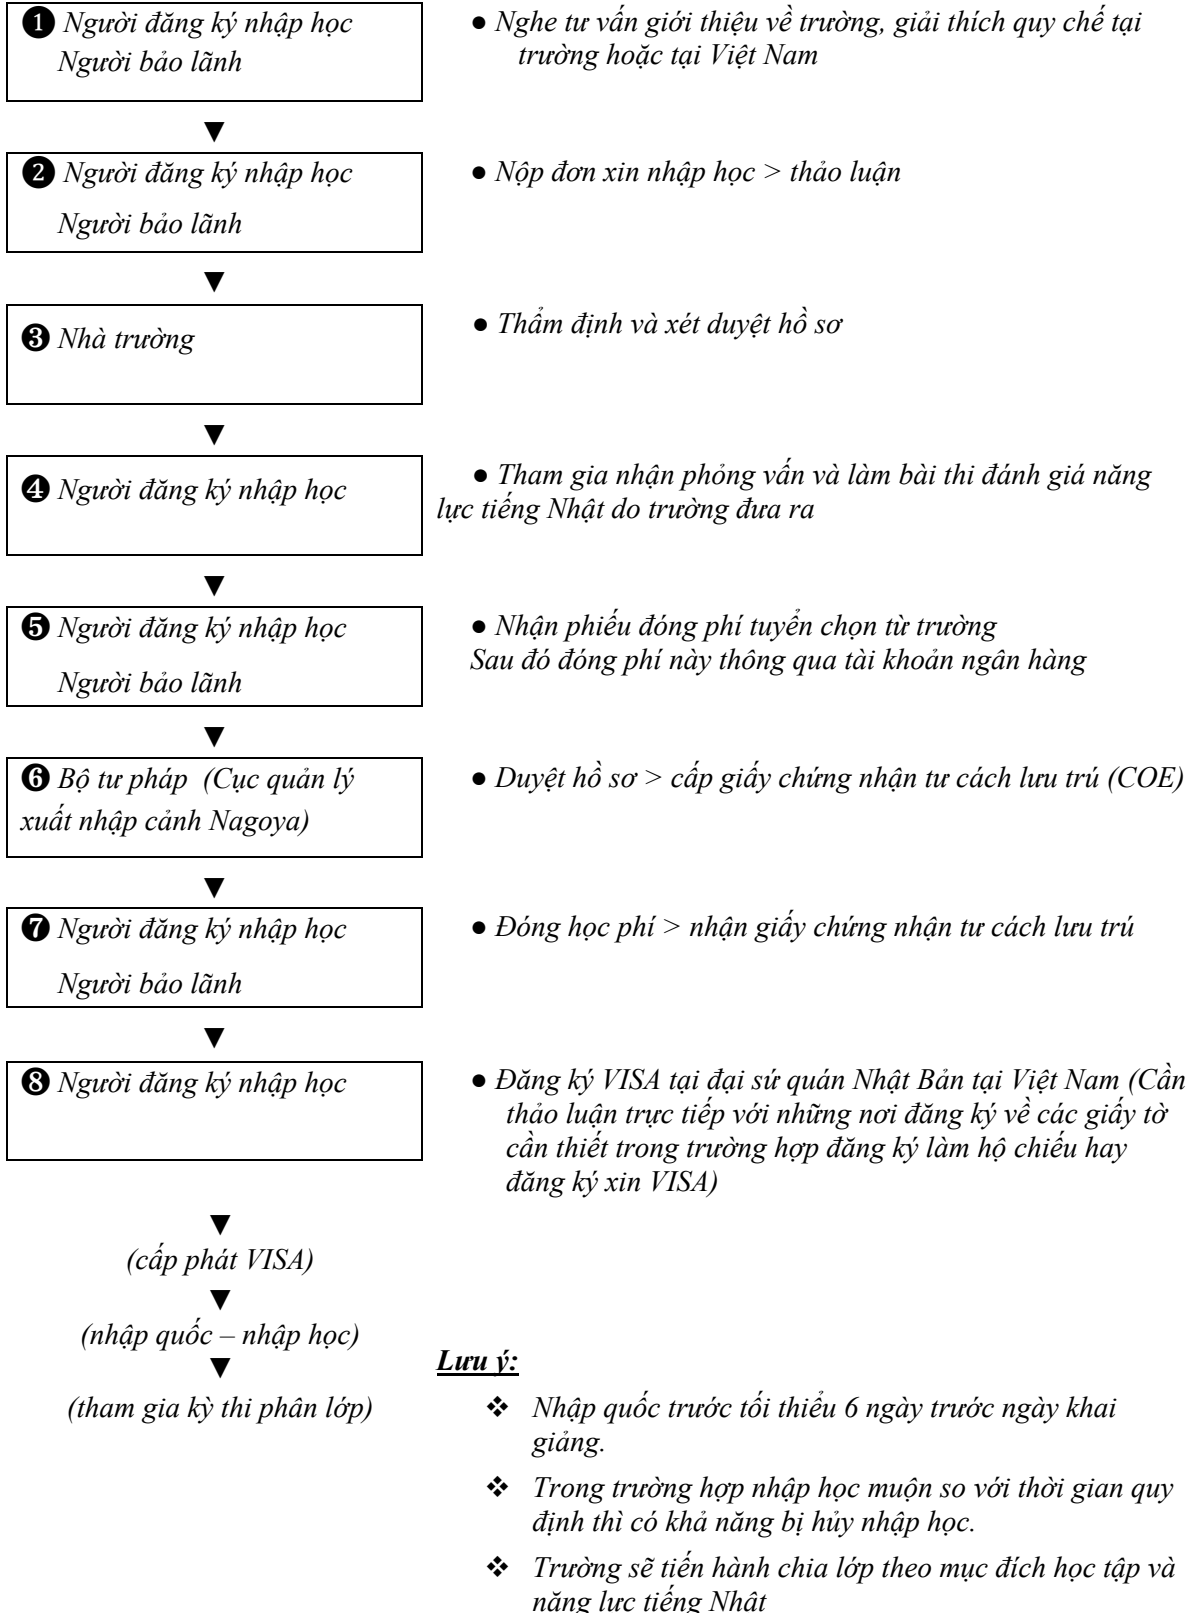 ❶ Người đăng ký nhập học
Người bảo lãnh
● Nghe tư vấn giới thiệu về trường, giải thích quy chế tại
trường hoặc tại Việt Nam
▼
❷ Người đăng ký nhập học
Người bảo lãnh
● Nộp đơn xin nhập học > thảo luận
▼
❸ Nhà trường
● Thẩm định và xét duyệt hồ sơ
▼
❹ Người đăng ký nhập học
● Tham gia nhận phỏng vấn và làm bài thi đánh giá năng
lực tiếng Nhật do trường đưa ra
▼
❺ Người đăng ký nhập học
Người bảo lãnh
● Nhận phiếu đóng phí tuyển chọn từ trường
Sau đó đóng phí này thông qua tài khoản ngân hàng
▼
❻ Bộ tư pháp (Cục quản lý
xuất nhập cảnh Nagoya)
● Duyệt hồ sơ > cấp giấy chứng nhận tư cách lưu trú (COE)
▼
❼ Người đăng ký nhập học
Người bảo lãnh
● Đóng học phí > nhận giấy chứng nhận tư cách lưu trú
▼
❽ Người đăng ký nhập học
● Đăng ký VISA tại đại sứ quán Nhật Bản tại Việt Nam (Cần
thảo luận trực tiếp với những nơi đăng ký về các giấy tờ
cần thiết trong trường hợp đăng ký làm hộ chiếu hay
đăng ký xin VISA)
▼
(cấp phát VISA)
▼
(nhập quốc – nhập học)
▼
(tham gia kỳ thi phân lớp)
Lưu ý:
❖ Nhập quốc trước tối thiểu 6 ngày trước ngày khai
giảng.
❖ Trong trường hợp nhập học muộn so với thời gian quy
định thì có khả năng bị hủy nhập học.
❖ Trường sẽ tiến hành chia lớp theo mục đích học tập và
năng lực tiếng Nhật